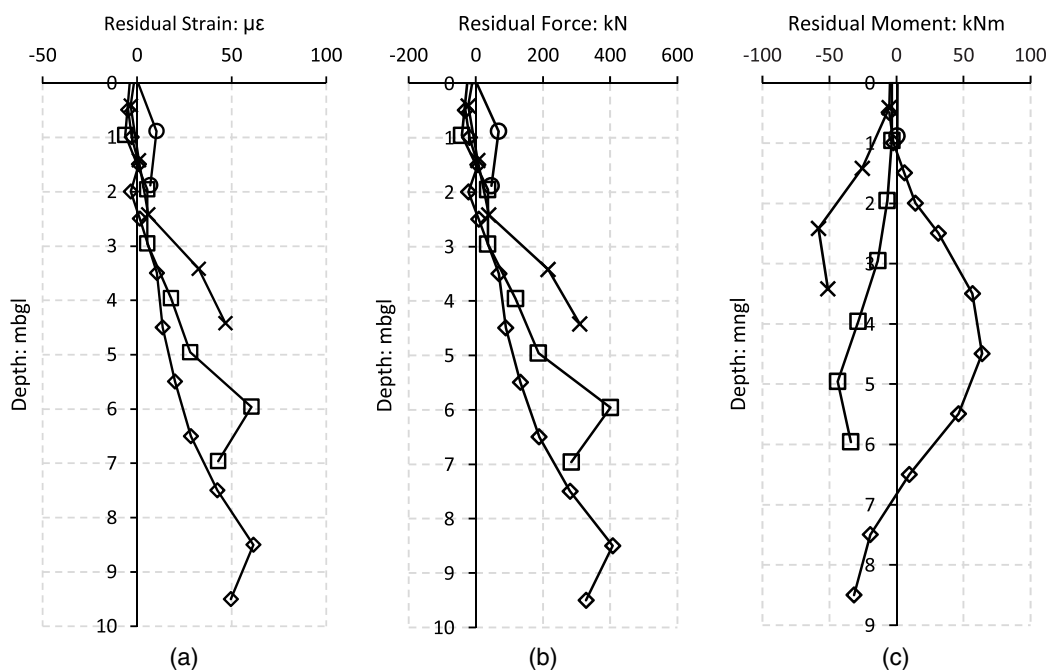 Residual Strain: µε
-50 0 50 100
0
1
2
3
4
5
6
7
8
9
10
Depth: mbgl
(a)
Residual Force: kN
-200 0 200 400 600
0
1
2
3
4
5
6
7
8
9
10
Depth: mbgl
(b)
Residual Moment: kNm
-100 -50 0 50 100
0
1
2
3
4
5
6
7
8
9
Depth: mngl
(c)